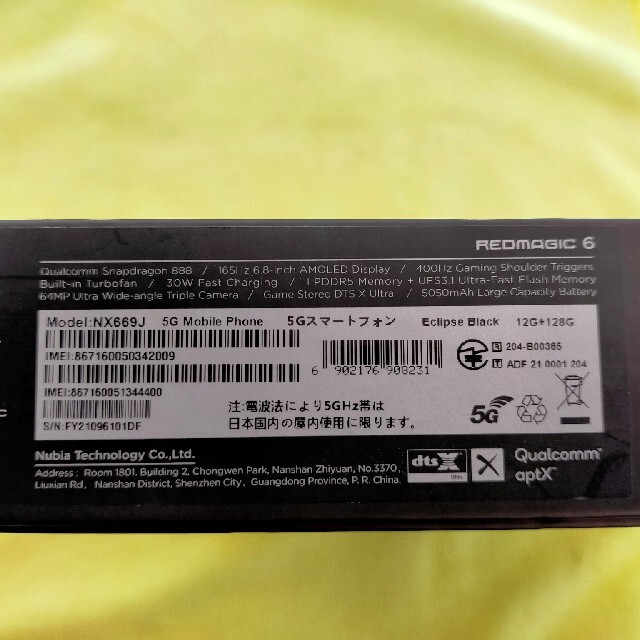 REDMAGIC 6
Qualcomm Snapdragon 888 / 165Hz 6.8-inch AMOLED Display / 400Hz Gaming Shoulder Triggers
Built-in Turbofan / 30W Fast Charging / LPDDR5 Memory + UFS3.1 Ultra-Fast Flash Memory
64MP Ultra Wide-angle Triple Camera / Game Stereo DTS X Ultra / 5050mAh Large Capacity Battery
Model:NX669J 5G Mobile Phone 5Gスマートフォン Eclipse Black 12G+128G
IMEI:867160050342009
6 902176 908231
R 204-B00385
T ADF 21 0001 204
IMEI:867160051344400
S/N:FY21096101DF
注:電波法により5GHz帯は
日本国内の屋内使用に限ります。
5G
Nubia Technology Co.,Ltd.
Address: Room 1801, Building 2, Chongwen Park, Nanshan Zhiyuan, No.3370,
Liuxian Rd, Nanshan District, Shenzhen City, Guangdong Province, P. R. China.
dts X
Ultra
Qualcomm
aptX™